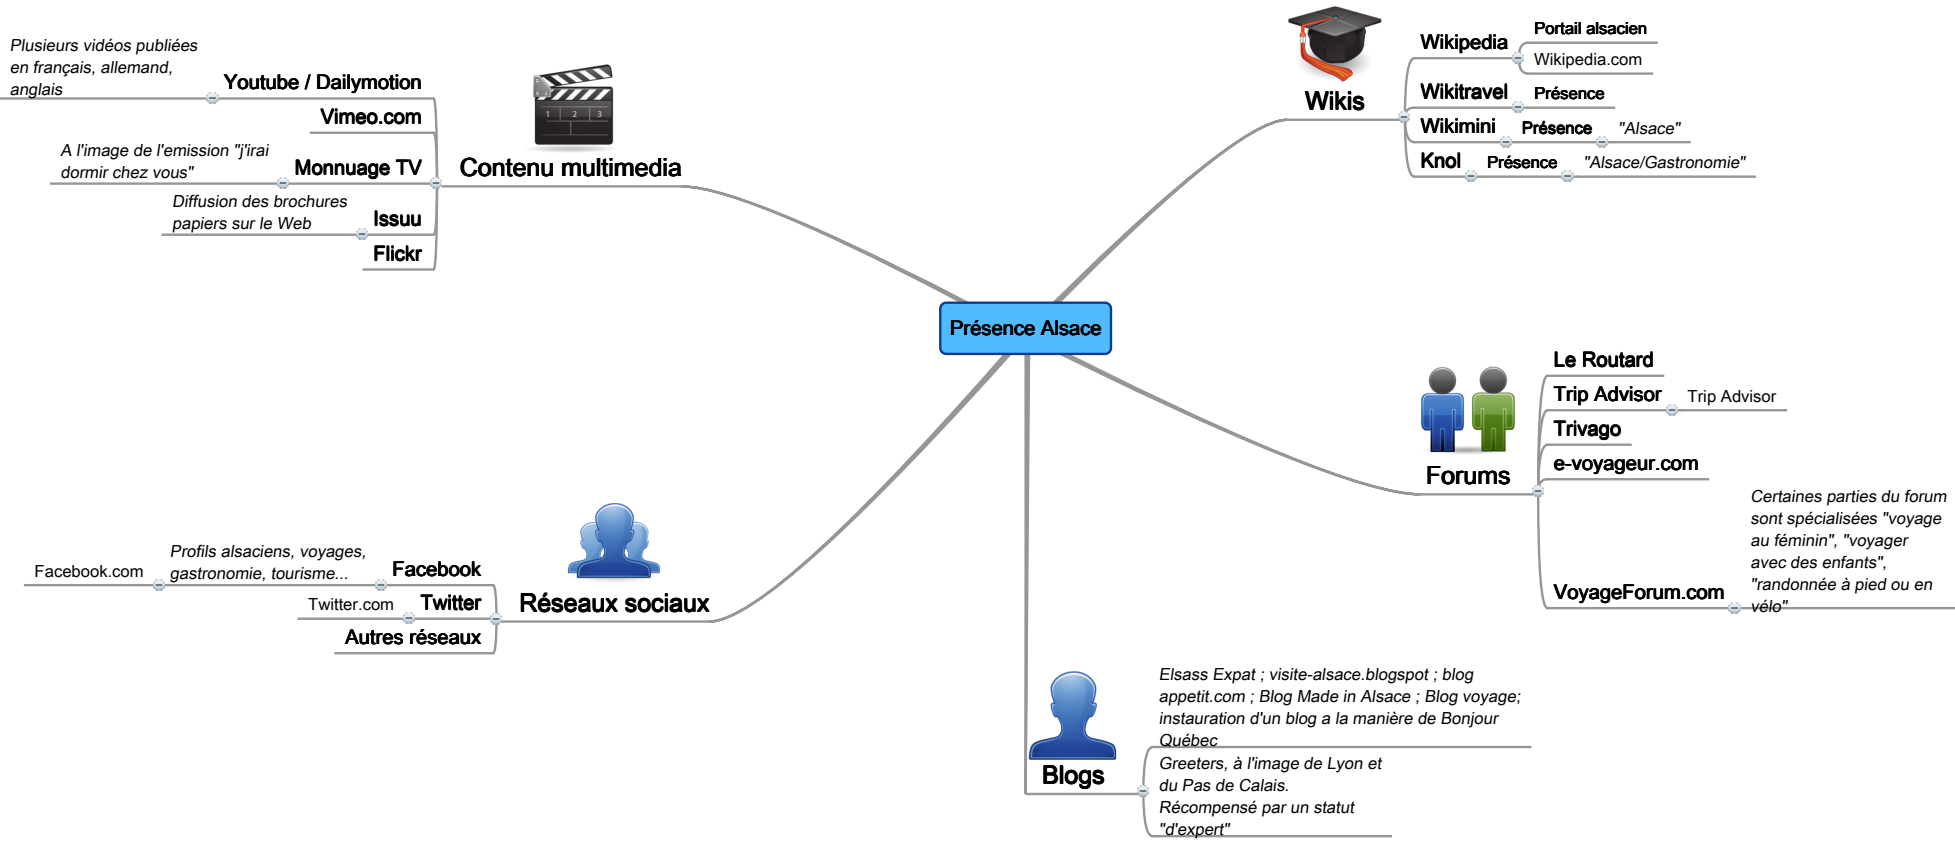 Présence Alsace
Contenu multimedia
Youtube / Dailymotion
Plusieurs vidéos publiées
en français, allemand,
anglais
Vimeo.com
Monnuage TV
A l'image de l'emission "j'irai
dormir chez vous"
Issuu
Diffusion des brochures
papiers sur le Web
Flickr
1 2 3
Wikis
Wikipedia
Portail alsacien
Wikipedia.com
Wikitravel Présence
Wikimini Présence "Alsace"
Knol Présence "Alsace/Gastronomie"
Forums
Le Routard
Trip Advisor Trip Advisor
Trivago
e-voyageur.com
VoyageForum.com
Certaines parties du forum
sont spécialisées "voyage
au féminin", "voyager
avec des enfants",
"randonnée à pied ou en
vélo"
Réseaux sociaux
Facebook
Profils alsaciens, voyages,
gastronomie, tourisme...
Facebook.com
Twitter
Twitter.com
Autres réseaux
Blogs
Elsass Expat ; visite-alsace.blogspot ; blog
appetit.com ; Blog Made in Alsace ; Blog voyage;
instauration d'un blog a la manière de Bonjour
Québec
Greeters, à l'image de Lyon et
du Pas de Calais.
Récompensé par un statut
"d'expert"